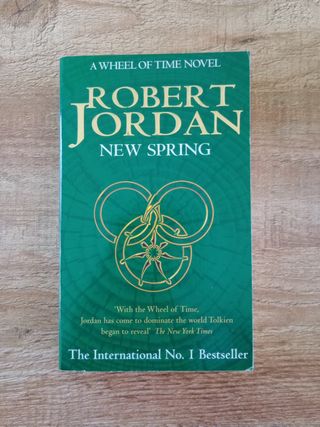 A WHEEL OF TIME NOVEL
ROBERT
JORDAN
NEW SPRING
'With the Wheel of Time,
Jordan has come to dominate the world Tolkien
began to reveal' The New York Times
The International No. 1 Bestseller